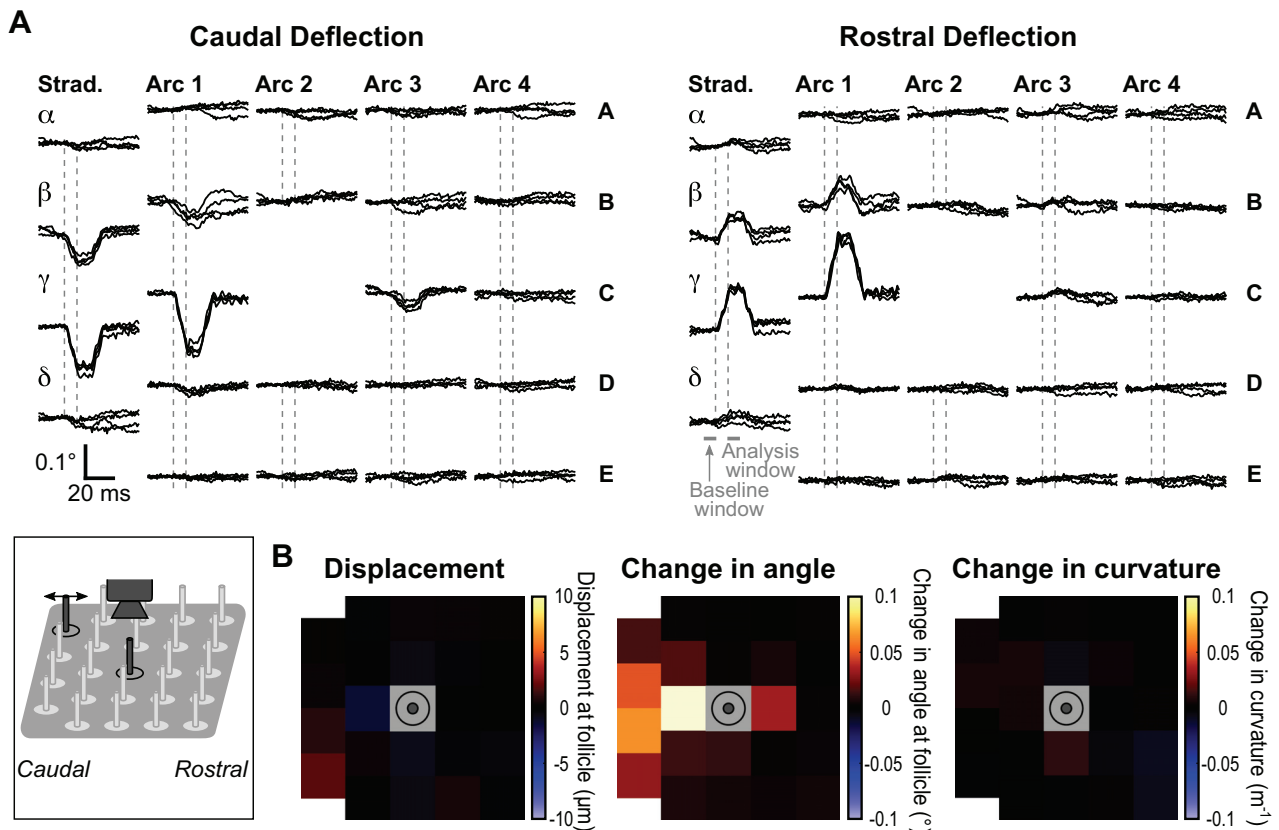 A
Caudal Deflection
Rostral Deflection
Strad. Arc 1 Arc 2 Arc 3 Arc 4
Strad. Arc 1 Arc 2 Arc 3 Arc 4
α A
β B
γ C
δ D
E
α A
β B
γ C
δ D
E
0.1°
20 ms
Analysis
window
Baseline
window
Caudal Rostral
B
Displacement
10
5
0
-5
-10
Displacement at follicle (μm)
Change in angle
0.1
0.05
0
-0.05
-0.1
Change in angle at follicle (°)
Change in curvature
0.1
0.05
0
-0.05
-0.1
Change in curvature (m⁻¹)